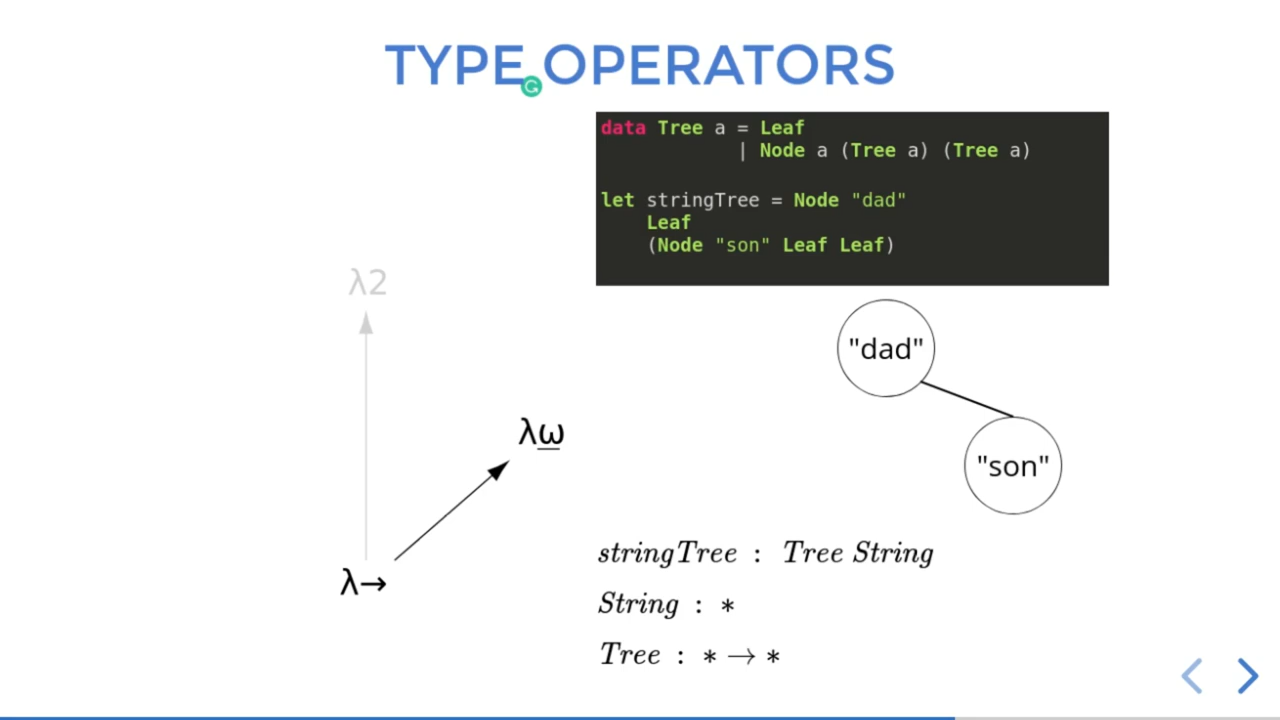 TYPE OPERATORS
data Tree a = Leaf
| Node a (Tree a) (Tree a)
let stringTree = Node "dad"
Leaf
(Node "son" Leaf Leaf)
λ2
"dad"
λω
"son"
stringTree : Tree String
λ→
String : *
Tree : * → *